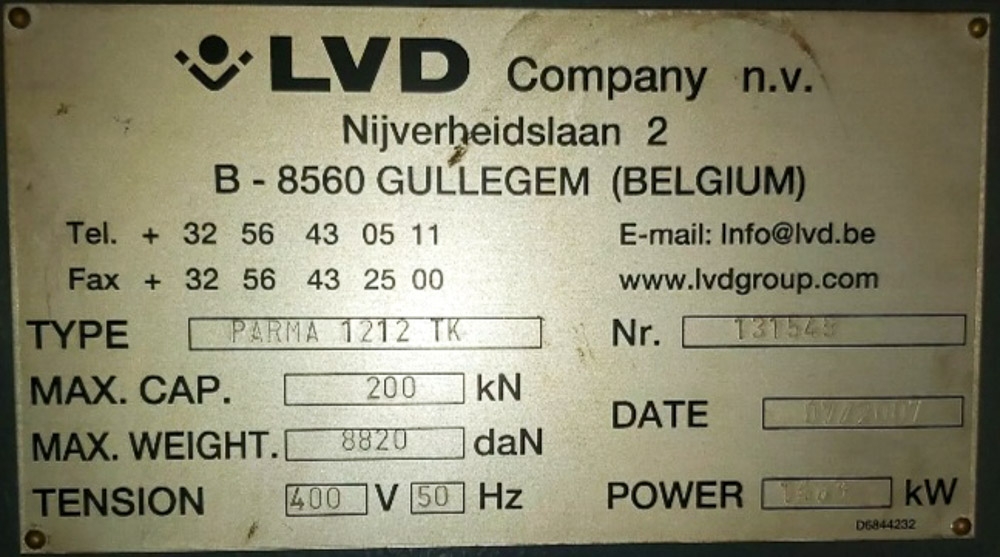 LVD Company n.v.
Nijverheidslaan 2
B - 8560 GULLEGEM (BELGIUM)
Tel. + 32 56 43 05 11 E-mail: Info@lvd.be
Fax + 32 56 43 25 00 www.lvdgroup.com
TYPE PARMA 1212 TK Nr. 131545
MAX. CAP. 200 kN
DATE
MAX. WEIGHT. 8820 daN
TENSION 400 V 50 Hz POWER kW
D6844232